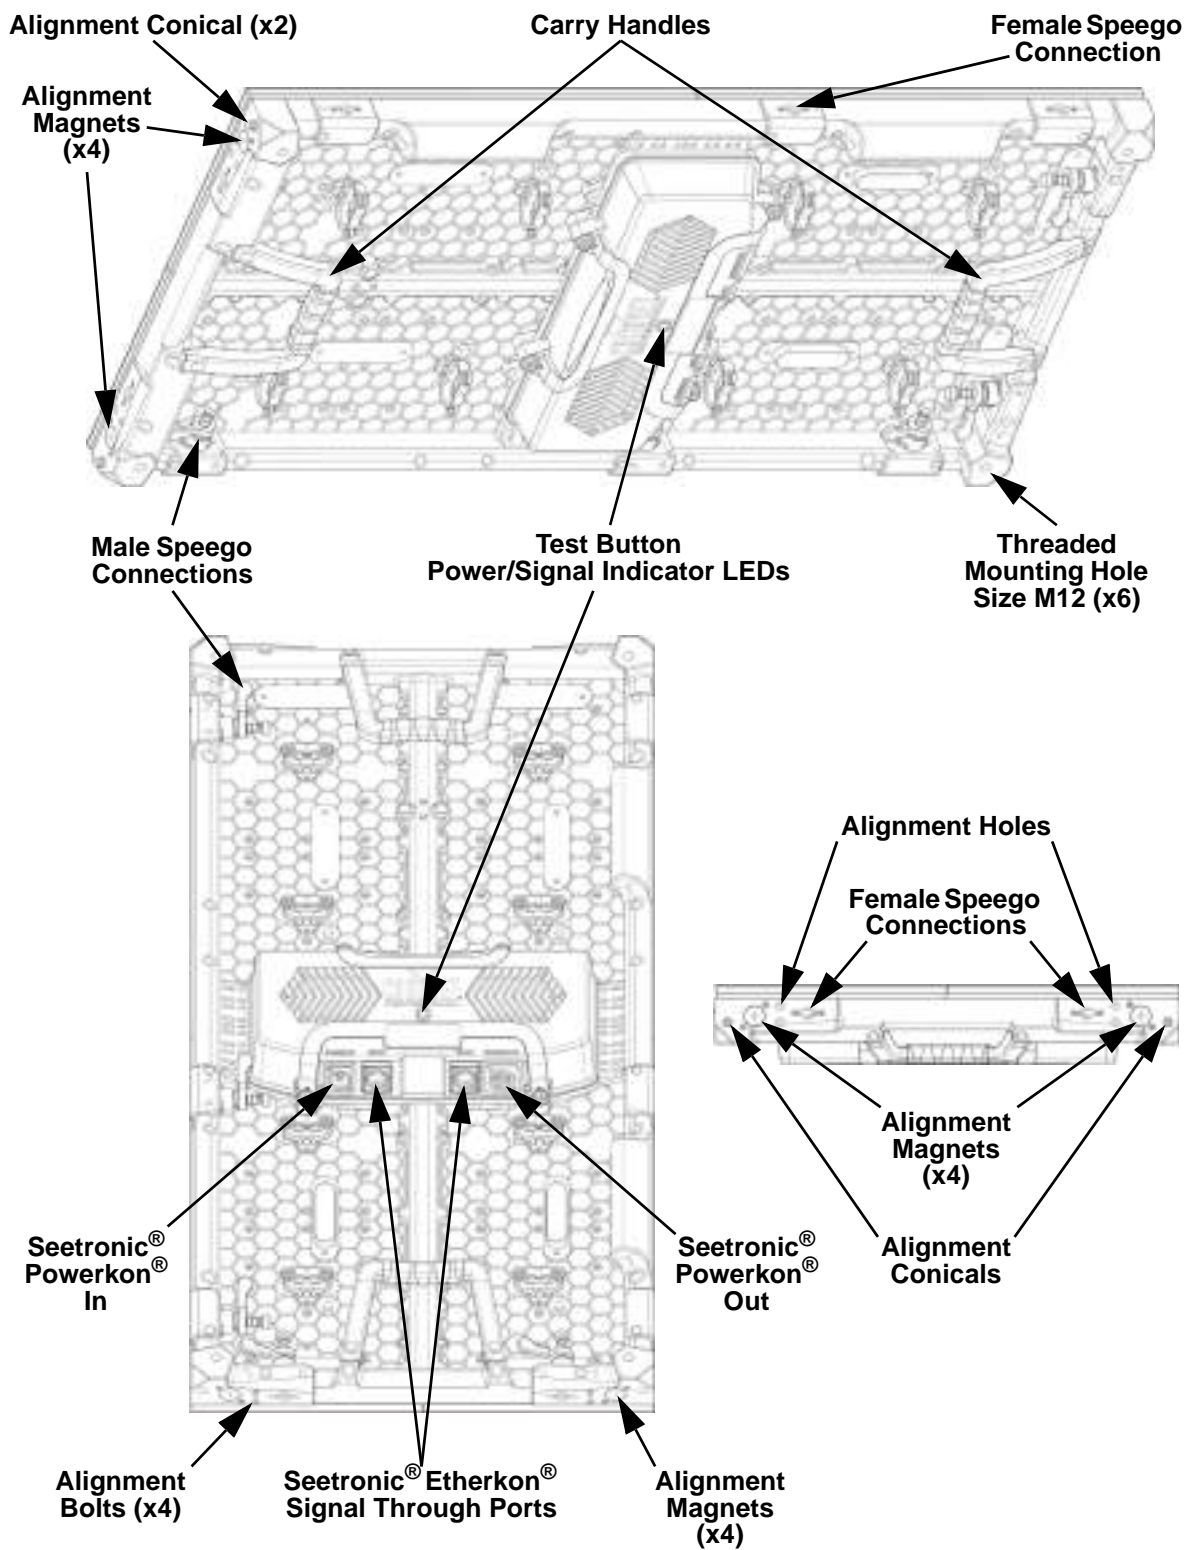 Alignment Conical (x2)
Carry Handles
Female Speego
Connection
Alignment
Magnets
(x4)
Male Speego
Connections
Test Button
Power/Signal Indicator LEDs
Threaded
Mounting Hole
Size M12 (x6)
Alignment Holes
Female Speego
Connections
Alignment
Magnets
(x4)
Seetronic®
Powerkon®
In
Seetronic®
Powerkon®
Out
Alignment
Conicals
Alignment
Bolts (x4)
Seetronic® Etherkon®
Signal Through Ports
Alignment
Magnets
(x4)